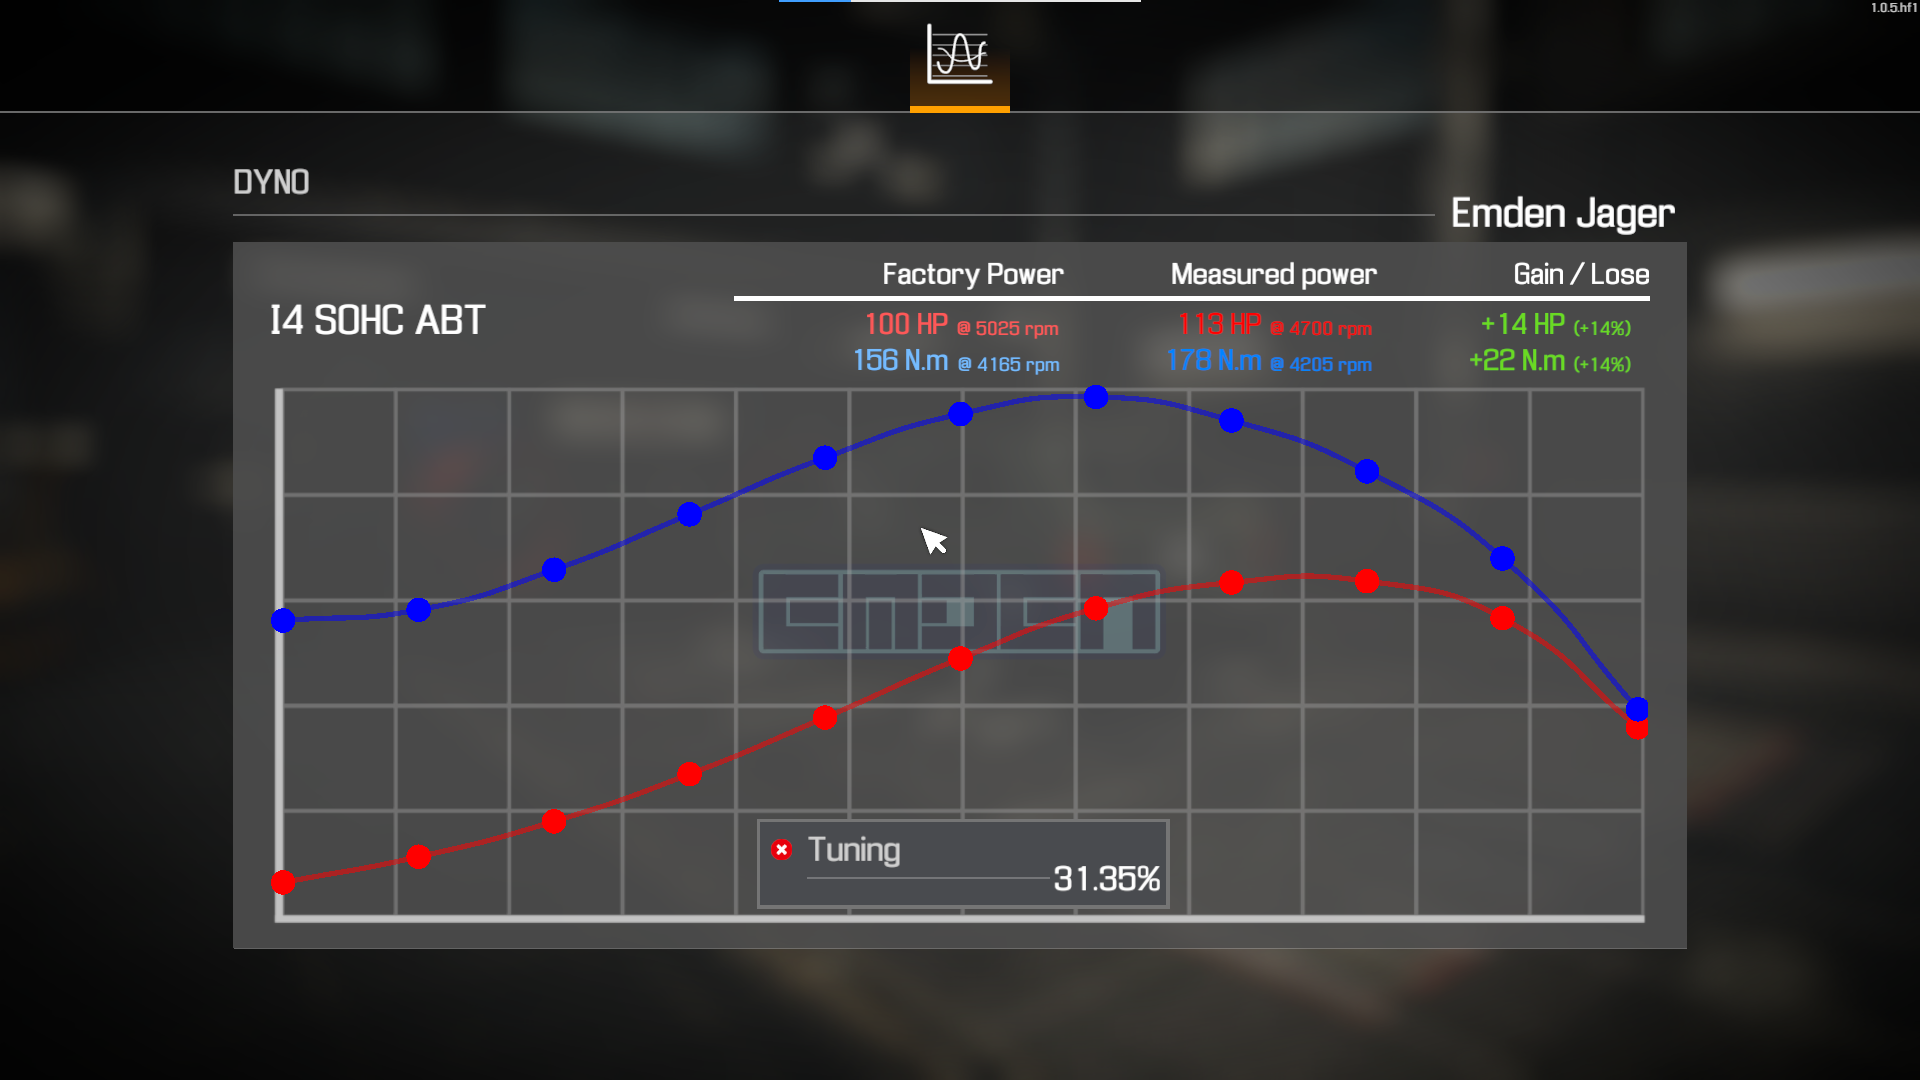 1.0.5.hf1
DYNO
Emden Jager
Factory Power
Measured power
Gain / Lose
I4 SOHC ABT
100 HP @ 5025 rpm
113 HP @ 4700 rpm
+14 HP (+14%)
156 N.m @ 4165 rpm
178 N.m @ 4205 rpm
+22 N.m (+14%)
Tuning
31.35%